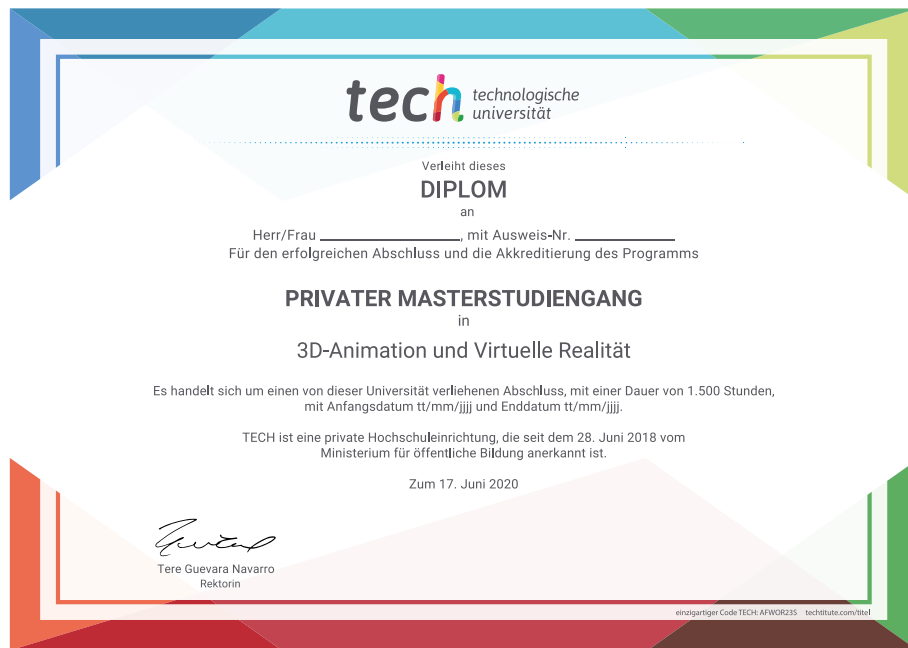 tech technologische
universität
Verleiht dieses
DIPLOM
an
Herr/Frau ____________________, mit Ausweis-Nr. ______________
Für den erfolgreichen Abschluss und die Akkreditierung des Programms
PRIVATER MASTERSTUDIENGANG
in
3D-Animation und Virtuelle Realität
Es handelt sich um einen von dieser Universität verliehenen Abschluss, mit einer Dauer von 1.500 Stunden,
mit Anfangsdatum tt/mm/jjjj und Enddatum tt/mm/jjjj.
TECH ist eine private Hochschuleinrichtung, die seit dem 28. Juni 2018 vom
Ministerium für öffentliche Bildung anerkannt ist.
Zum 17. Juni 2020
Tere Guevara Navarro
Rektorin
einzigartiger Code TECH: AFWOR23S techtitute.com/titel